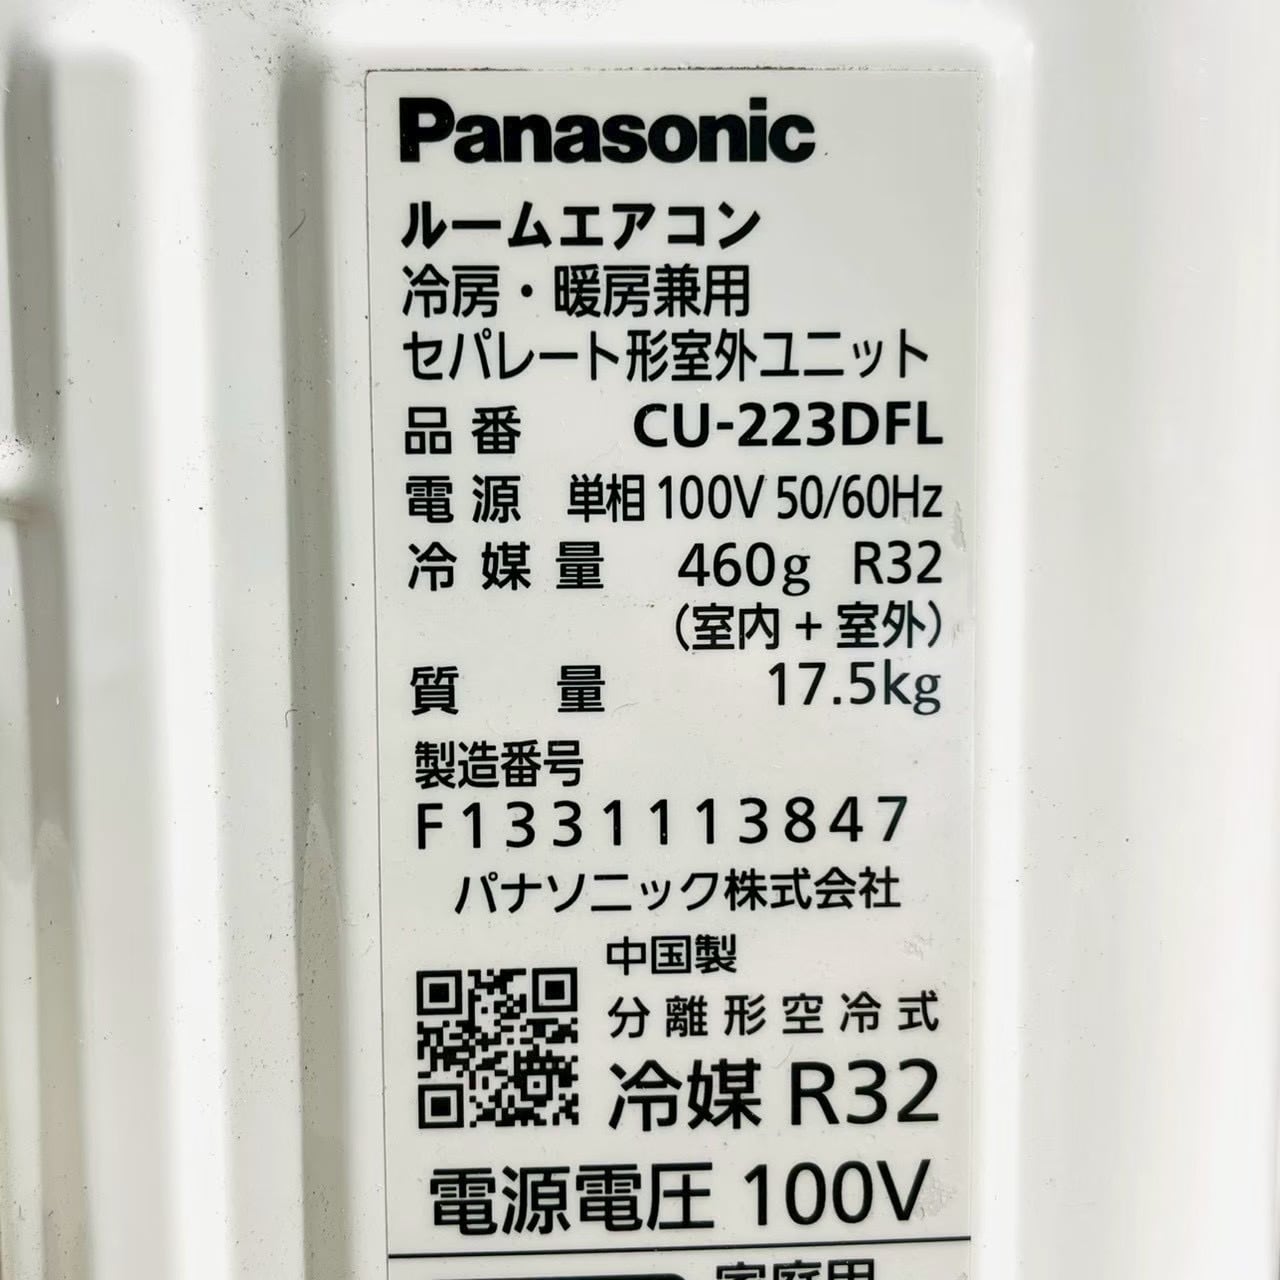 Panasonic
ルームエアコン
冷房・暖房兼用
セパレート形室外ユニット
品番 CU-223DFL
電源 単相 100V 50/60Hz
冷媒量 460g R32
(室内 + 室外)
質量 17.5kg
製造番号
F1331113847
パナソニック株式会社
中国製
分離形空冷式
冷媒 R32
電源電圧 100V
家庭用